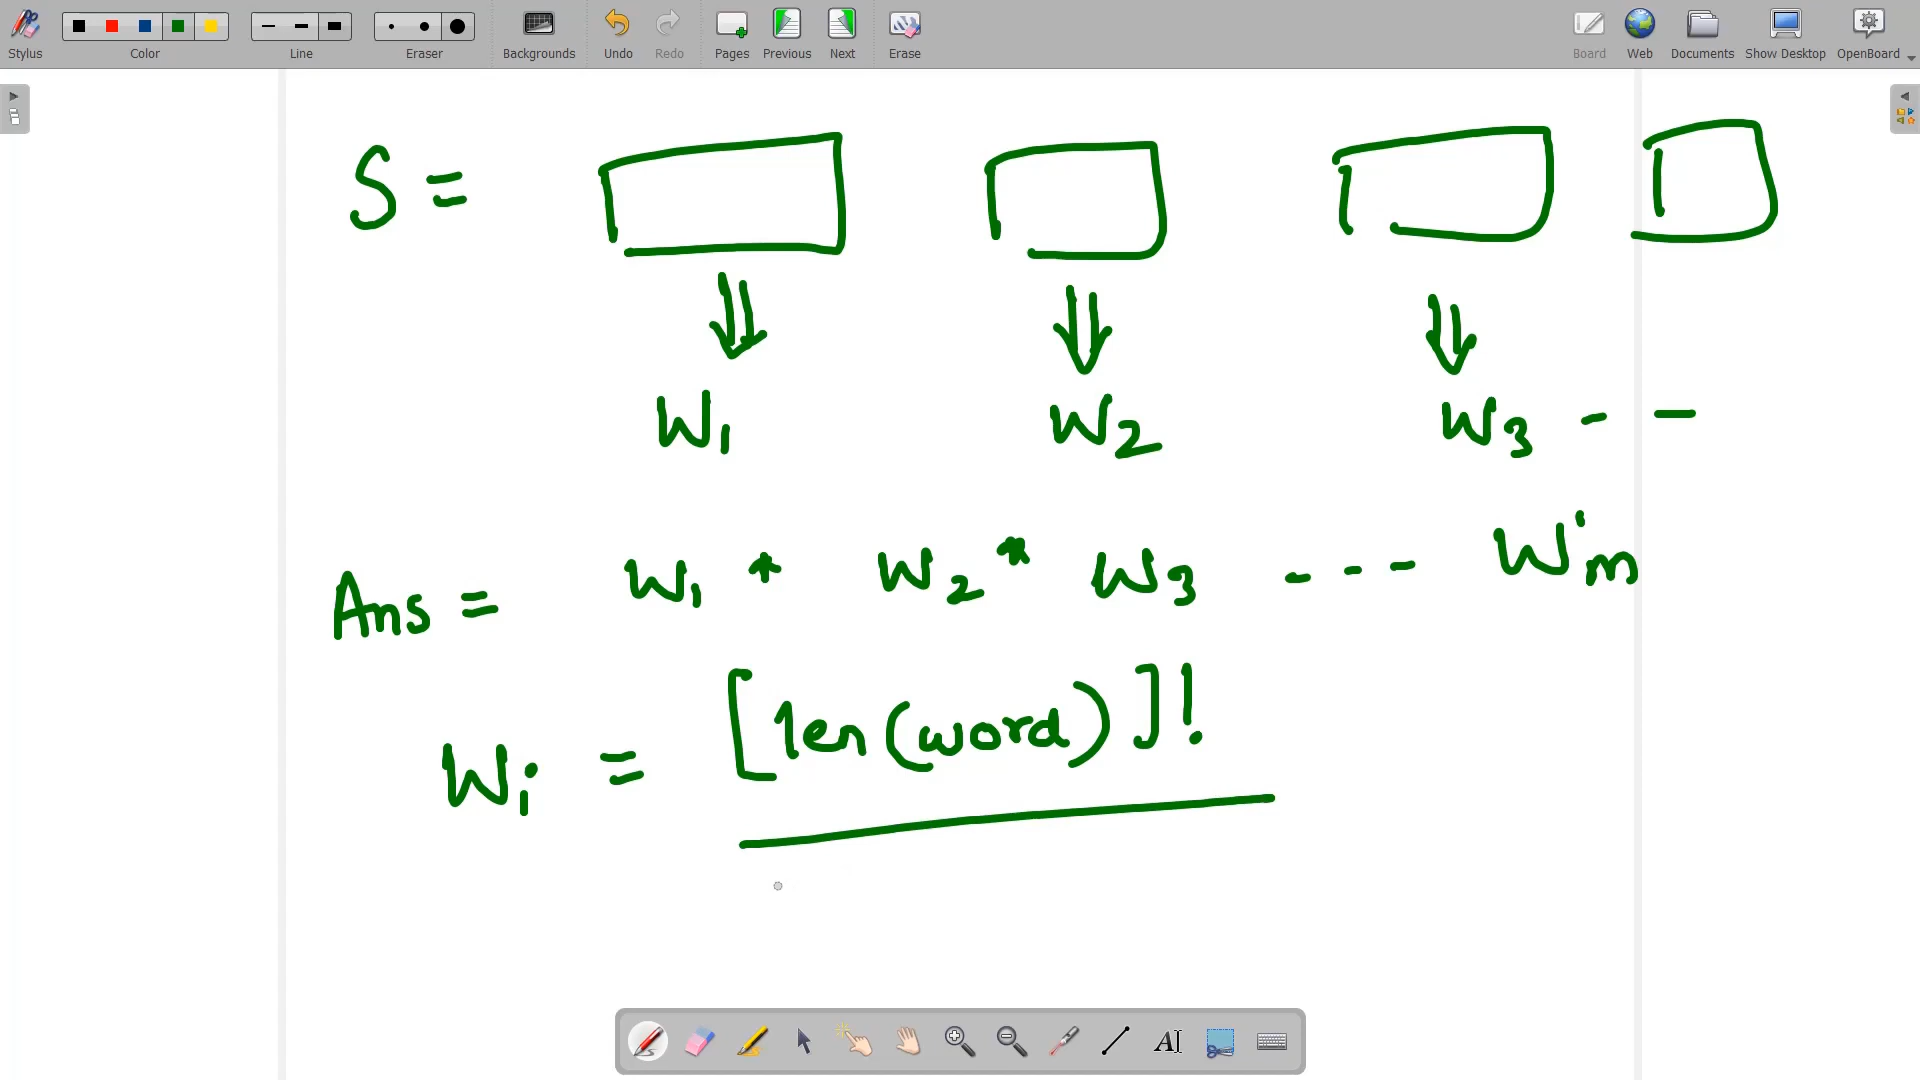 Stylus Color Line Eraser Backgrounds Undo Redo Pages Previous Next Erase Board Web Documents Show Desktop OpenBoard
S =
W1 W2 W3 - -
Ans = W1 * W2 * W3 --- Wm
Wi = [len(word)]!